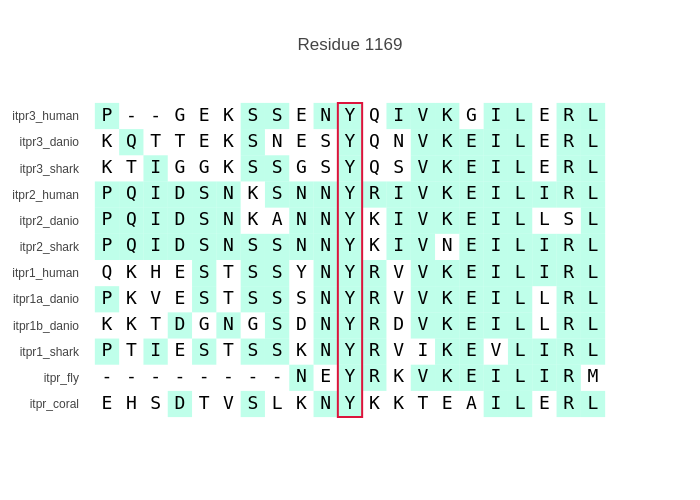 Residue 1169
itpr3_human P - - G E K S S E N Y Q I V K G I L E R L
itpr3_danio K Q T T E K S N E S Y Q N V K E I L E R L
itpr3_shark K T I G G K S S G S Y Q S V K E I L E R L
itpr2_human P Q I D S N K S N N Y R I V K E I L I R L
itpr2_danio P Q I D S N K A N N Y K I V K E I L L S L
itpr2_shark P Q I D S N S S N N Y K I V N E I L I R L
itpr1_human Q K H E S T S S Y N Y R V V K E I L I R L
itpr1a_danio P K V E S T S S S N Y R V V K E I L L R L
itpr1b_danio K K T D G N G S D N Y R D V K E I L L R L
itpr1_shark P T I E S T S S K N Y R V I K E V L I R L
itpr_fly - - - - - - - - N E Y R K V K E I L I R M
itpr_coral E H S D T V S L K N Y K K T E A I L E R L